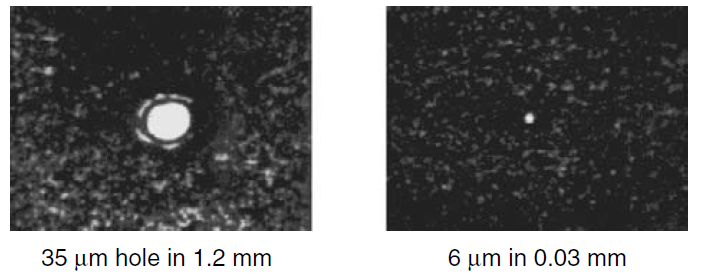 35 μm hole in 1.2 mm
6 μm in 0.03 mm